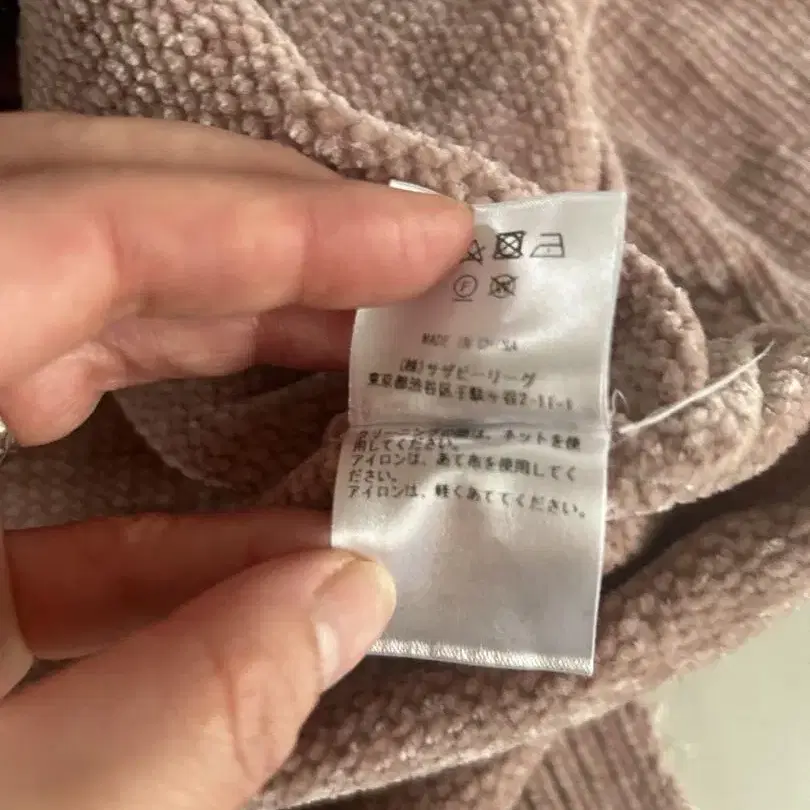 F
MADE IN CHINA
(株)サザビーリーグ
東京都渋谷区千駄ヶ谷2-11-1
クリーニングの際は、ネットを使
用してください。
アイロンは、あて布を使用してく
ださい。
アイロンは、軽くあててください。